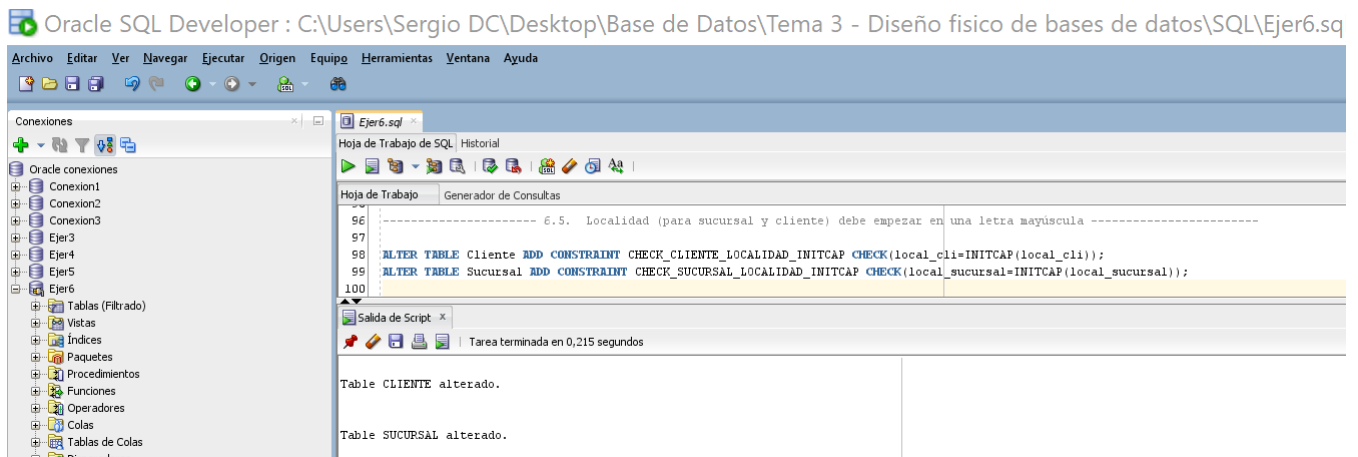 Oracle SQL Developer : C:\Users\Sergio DC\Desktop\Base de Datos\Tema 3 - Diseño fisico de bases de datos\SQL\Ejer6.sq
Archivo Editar Ver Navegar Ejecutar Origen Equipo Herramientas Ventana Ayuda
Conexiones
Oracle conexiones
Conexion1
Conexion2
Conexion3
Ejer3
Ejer4
Ejer5
Ejer6
Tablas (Filtrado)
Vistas
Índices
Paquetes
Procedimientos
Funciones
Operadores
Colas
Tablas de Colas
Ejer6.sql
Hoja de Trabajo de SQL Historial
Hoja de Trabajo Generador de Consultas
96 ---------------------- 6.5. Localidad (para sucursal y cliente) debe empezar en una letra mayúscula ------------------------
97
98 ALTER TABLE Cliente ADD CONSTRAINT CHECK_CLIENTE_LOCALIDAD_INITCAP CHECK(local_cli=INITCAP(local_cli));
99 ALTER TABLE Sucursal ADD CONSTRAINT CHECK_SUCURSAL_LOCALIDAD_INITCAP CHECK(local_sucursal=INITCAP(local_sucursal));
100
Salida de Script x
Tarea terminada en 0,215 segundos
Table CLIENTE alterado.
Table SUCURSAL alterado.